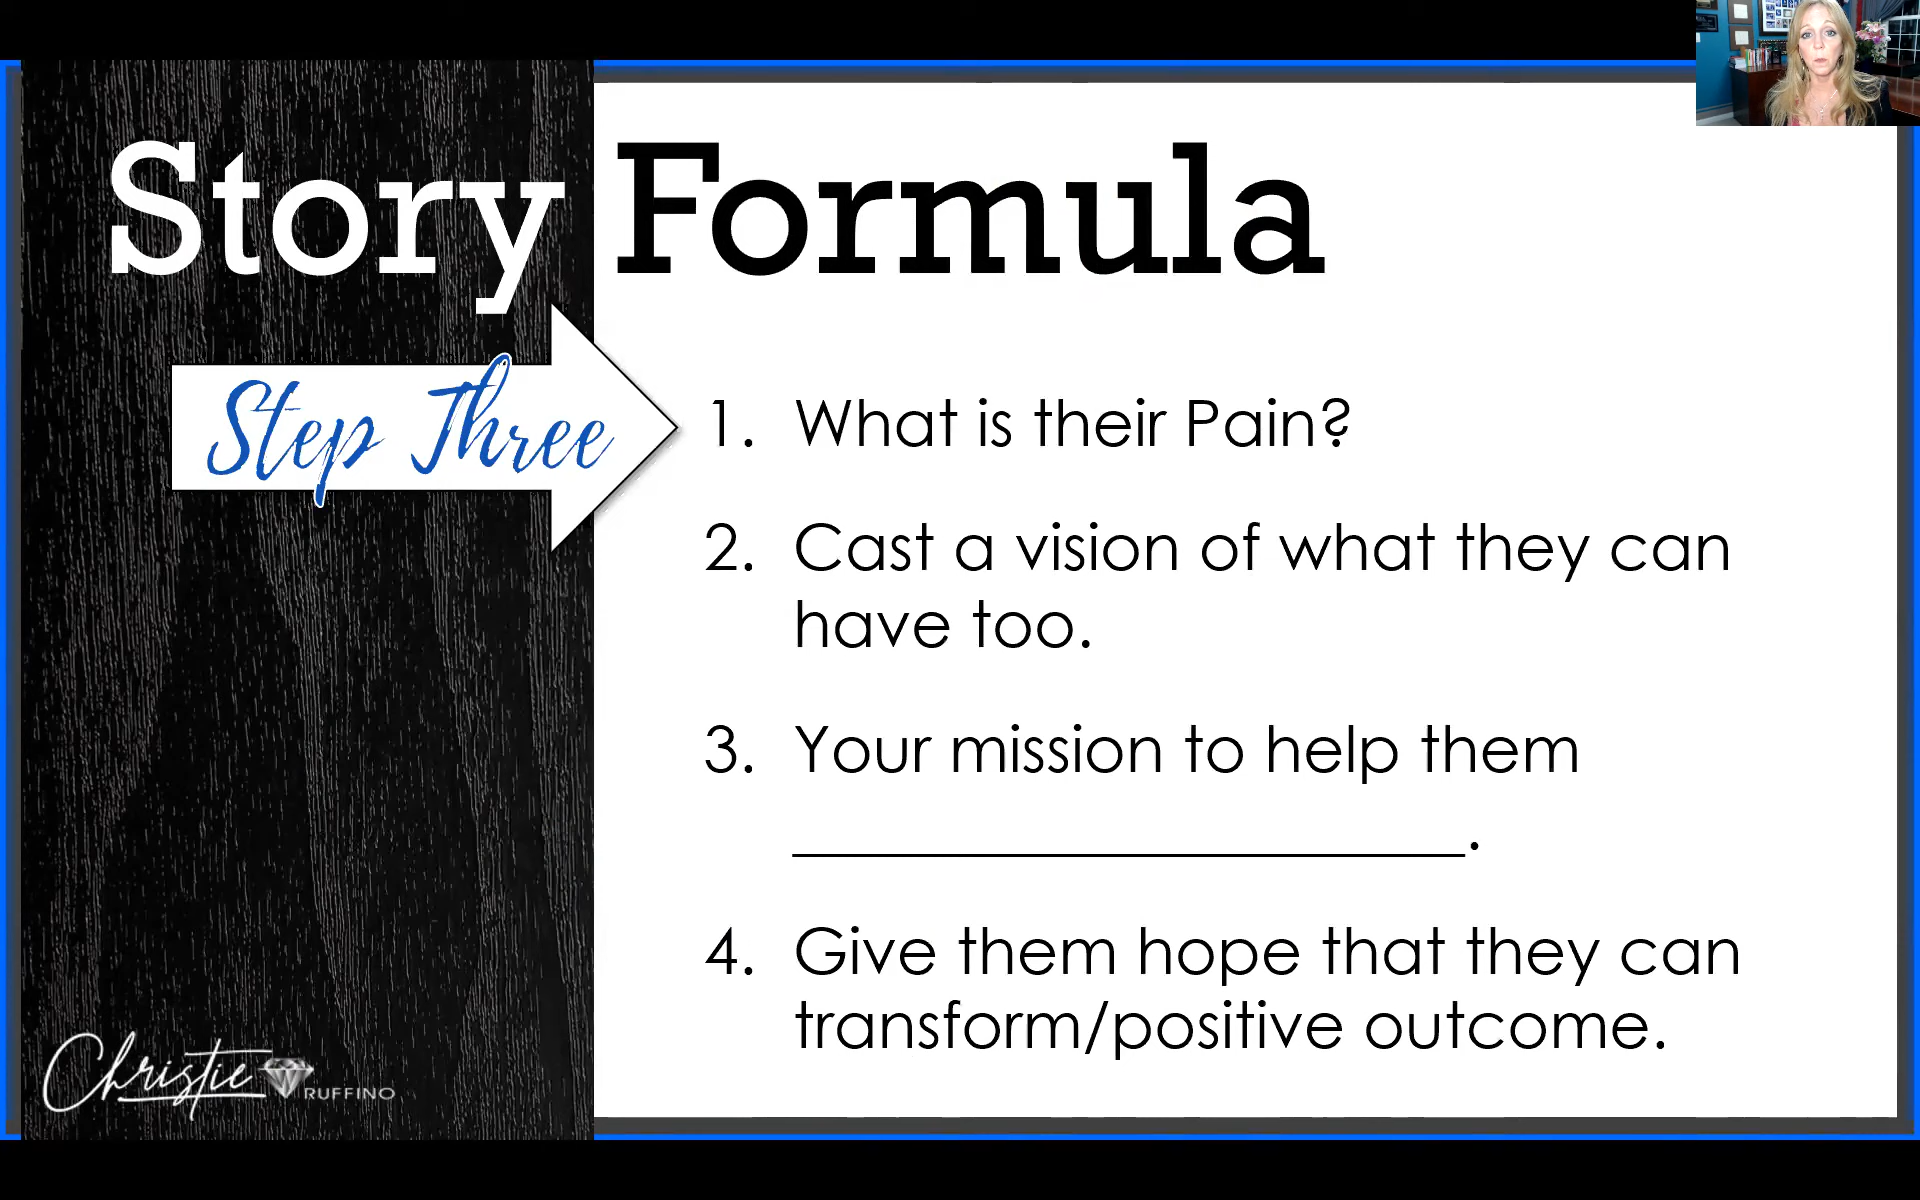 Story Formula
Step Three
1. What is their Pain?
2. Cast a vision of what they can
have too.
3. Your mission to help them
____________________.
4. Give them hope that they can
transform/positive outcome.
Christie RUFFINO